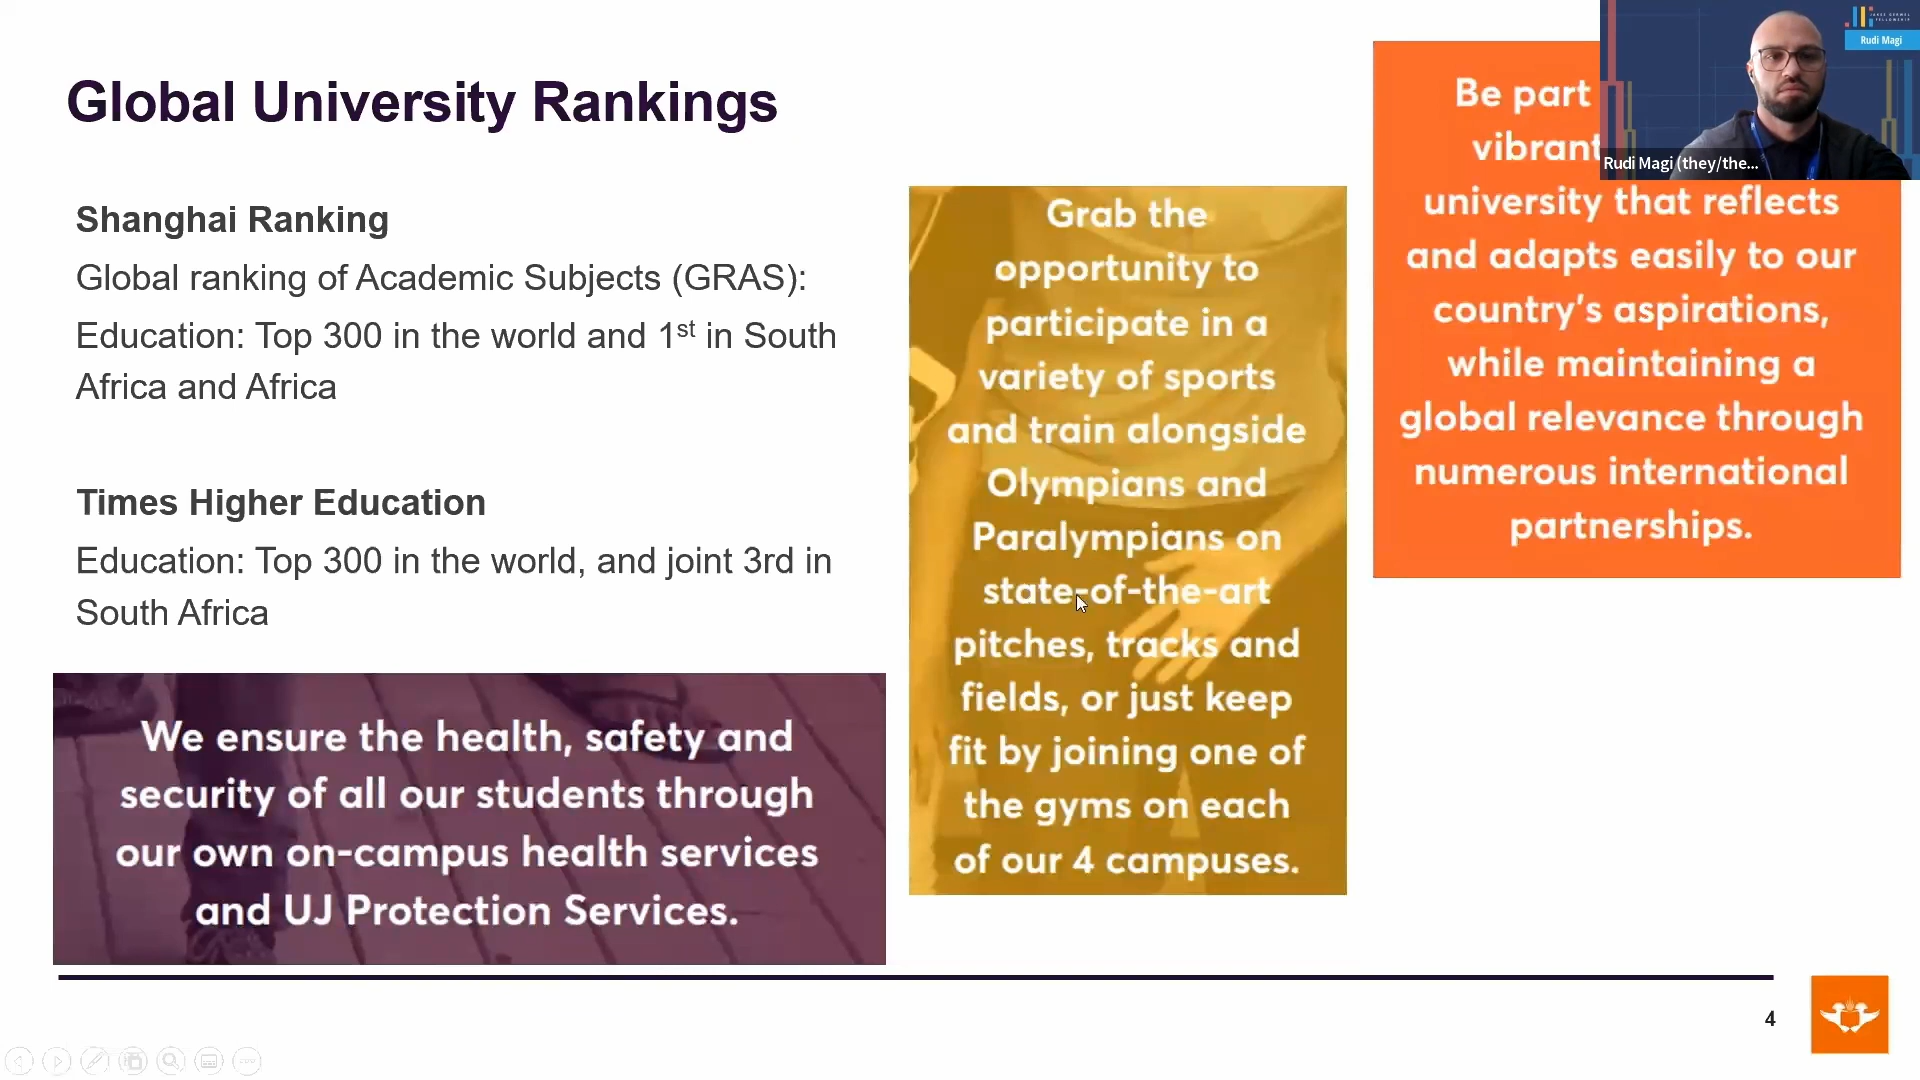 Global University Rankings
Shanghai Ranking
Global ranking of Academic Subjects (GRAS):
Education: Top 300 in the world and 1st in South
Africa and Africa
Times Higher Education
Education: Top 300 in the world, and joint 3rd in
South Africa
We ensure the health, safety and
security of all our students through
our own on-campus health services
and UJ Protection Services.
Grab the
opportunity to
participate in a
variety of sports
and train alongside
Olympians and
Paralympians on
state-of-the-art
pitches, tracks and
fields, or just keep
fit by joining one of
the gyms on each
of our 4 campuses.
Be part
vibrant
university that reflects
and adapts easily to our
country's aspirations,
while maintaining a
global relevance through
numerous international
partnerships.
JAKES GERWEL
FELLOWSHIP
Rudi Magi
Rudi Magi (they/the...
4